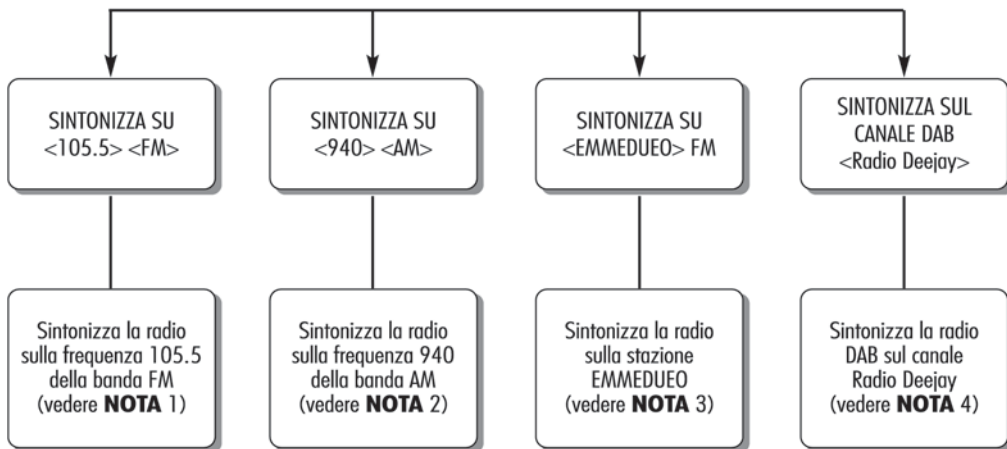 SINTONIZZA SU
<105.5> <FM>
SINTONIZZA SU
<940> <AM>
SINTONIZZA SU
<EMMEDUEO> FM
SINTONIZZA SUL
CANALE DAB
<Radio Deejay>
Sintonizza la radio
sulla frequenza 105.5
della banda FM
(vedere NOTA 1)
Sintonizza la radio
sulla frequenza 940
della banda AM
(vedere NOTA 2)
Sintonizza la radio
sulla stazione
EMMEDUEO
(vedere NOTA 3)
Sintonizza la radio
DAB sul canale
Radio Deejay
(vedere NOTA 4)